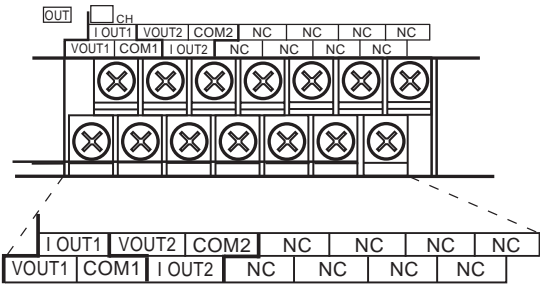 OUT CH
I OUT1 VOUT2 COM2 NC NC NC NC
VOUT1 COM1 I OUT2 NC NC NC NC
I OUT1 VOUT2 COM2 NC NC NC NC
VOUT1 COM1 I OUT2 NC NC NC NC